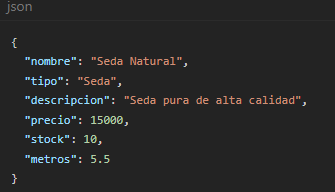 json
{
"nombre": "Seda Natural",
"tipo": "Seda",
"descripcion": "Seda pura de alta calidad",
"precio": 15000,
"stock": 10,
"metros": 5.5
}